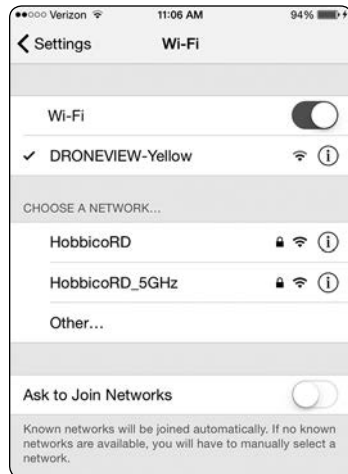 Verizon 11:06 AM 94%
Settings Wi-Fi
Wi-Fi
DRONEVIEW-Yellow
CHOOSE A NETWORK...
HobbicoRD
HobbicoRD_5GHz
Other...
Ask to Join Networks
Known networks will be joined automatically. If no known
networks are available, you will have to manually select a
network.